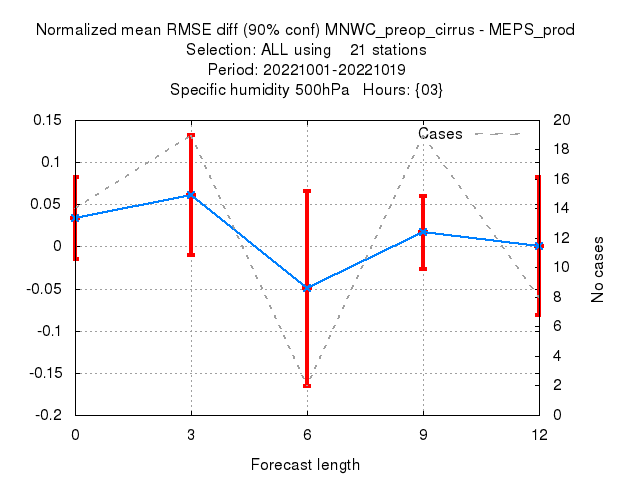 Normalized mean RMSE diff (90% conf) MNWC_preop_cirrus - MEPS_prod
Selection: ALL using 21 stations
Period: 20221001-20221019
Specific humidity 500hPa Hours: {03}
Cases
0.15
0.1
0.05
0
-0.05
-0.1
-0.15
-0.2
20
18
16
14
12
10
8
6
4
2
0
No cases
0 3 6 9 12
Forecast length